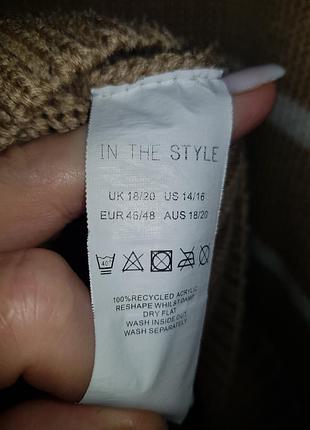 IN THE STYLE
UK 18/20 US 14/16
EUR 46/48 AUS 18/20
40°
100%RECYCLED ACRYLIC
RESHAPE WHILST DAMP
DRY FLAT
WASH INSIDE OUT
WASH SEPARATELY